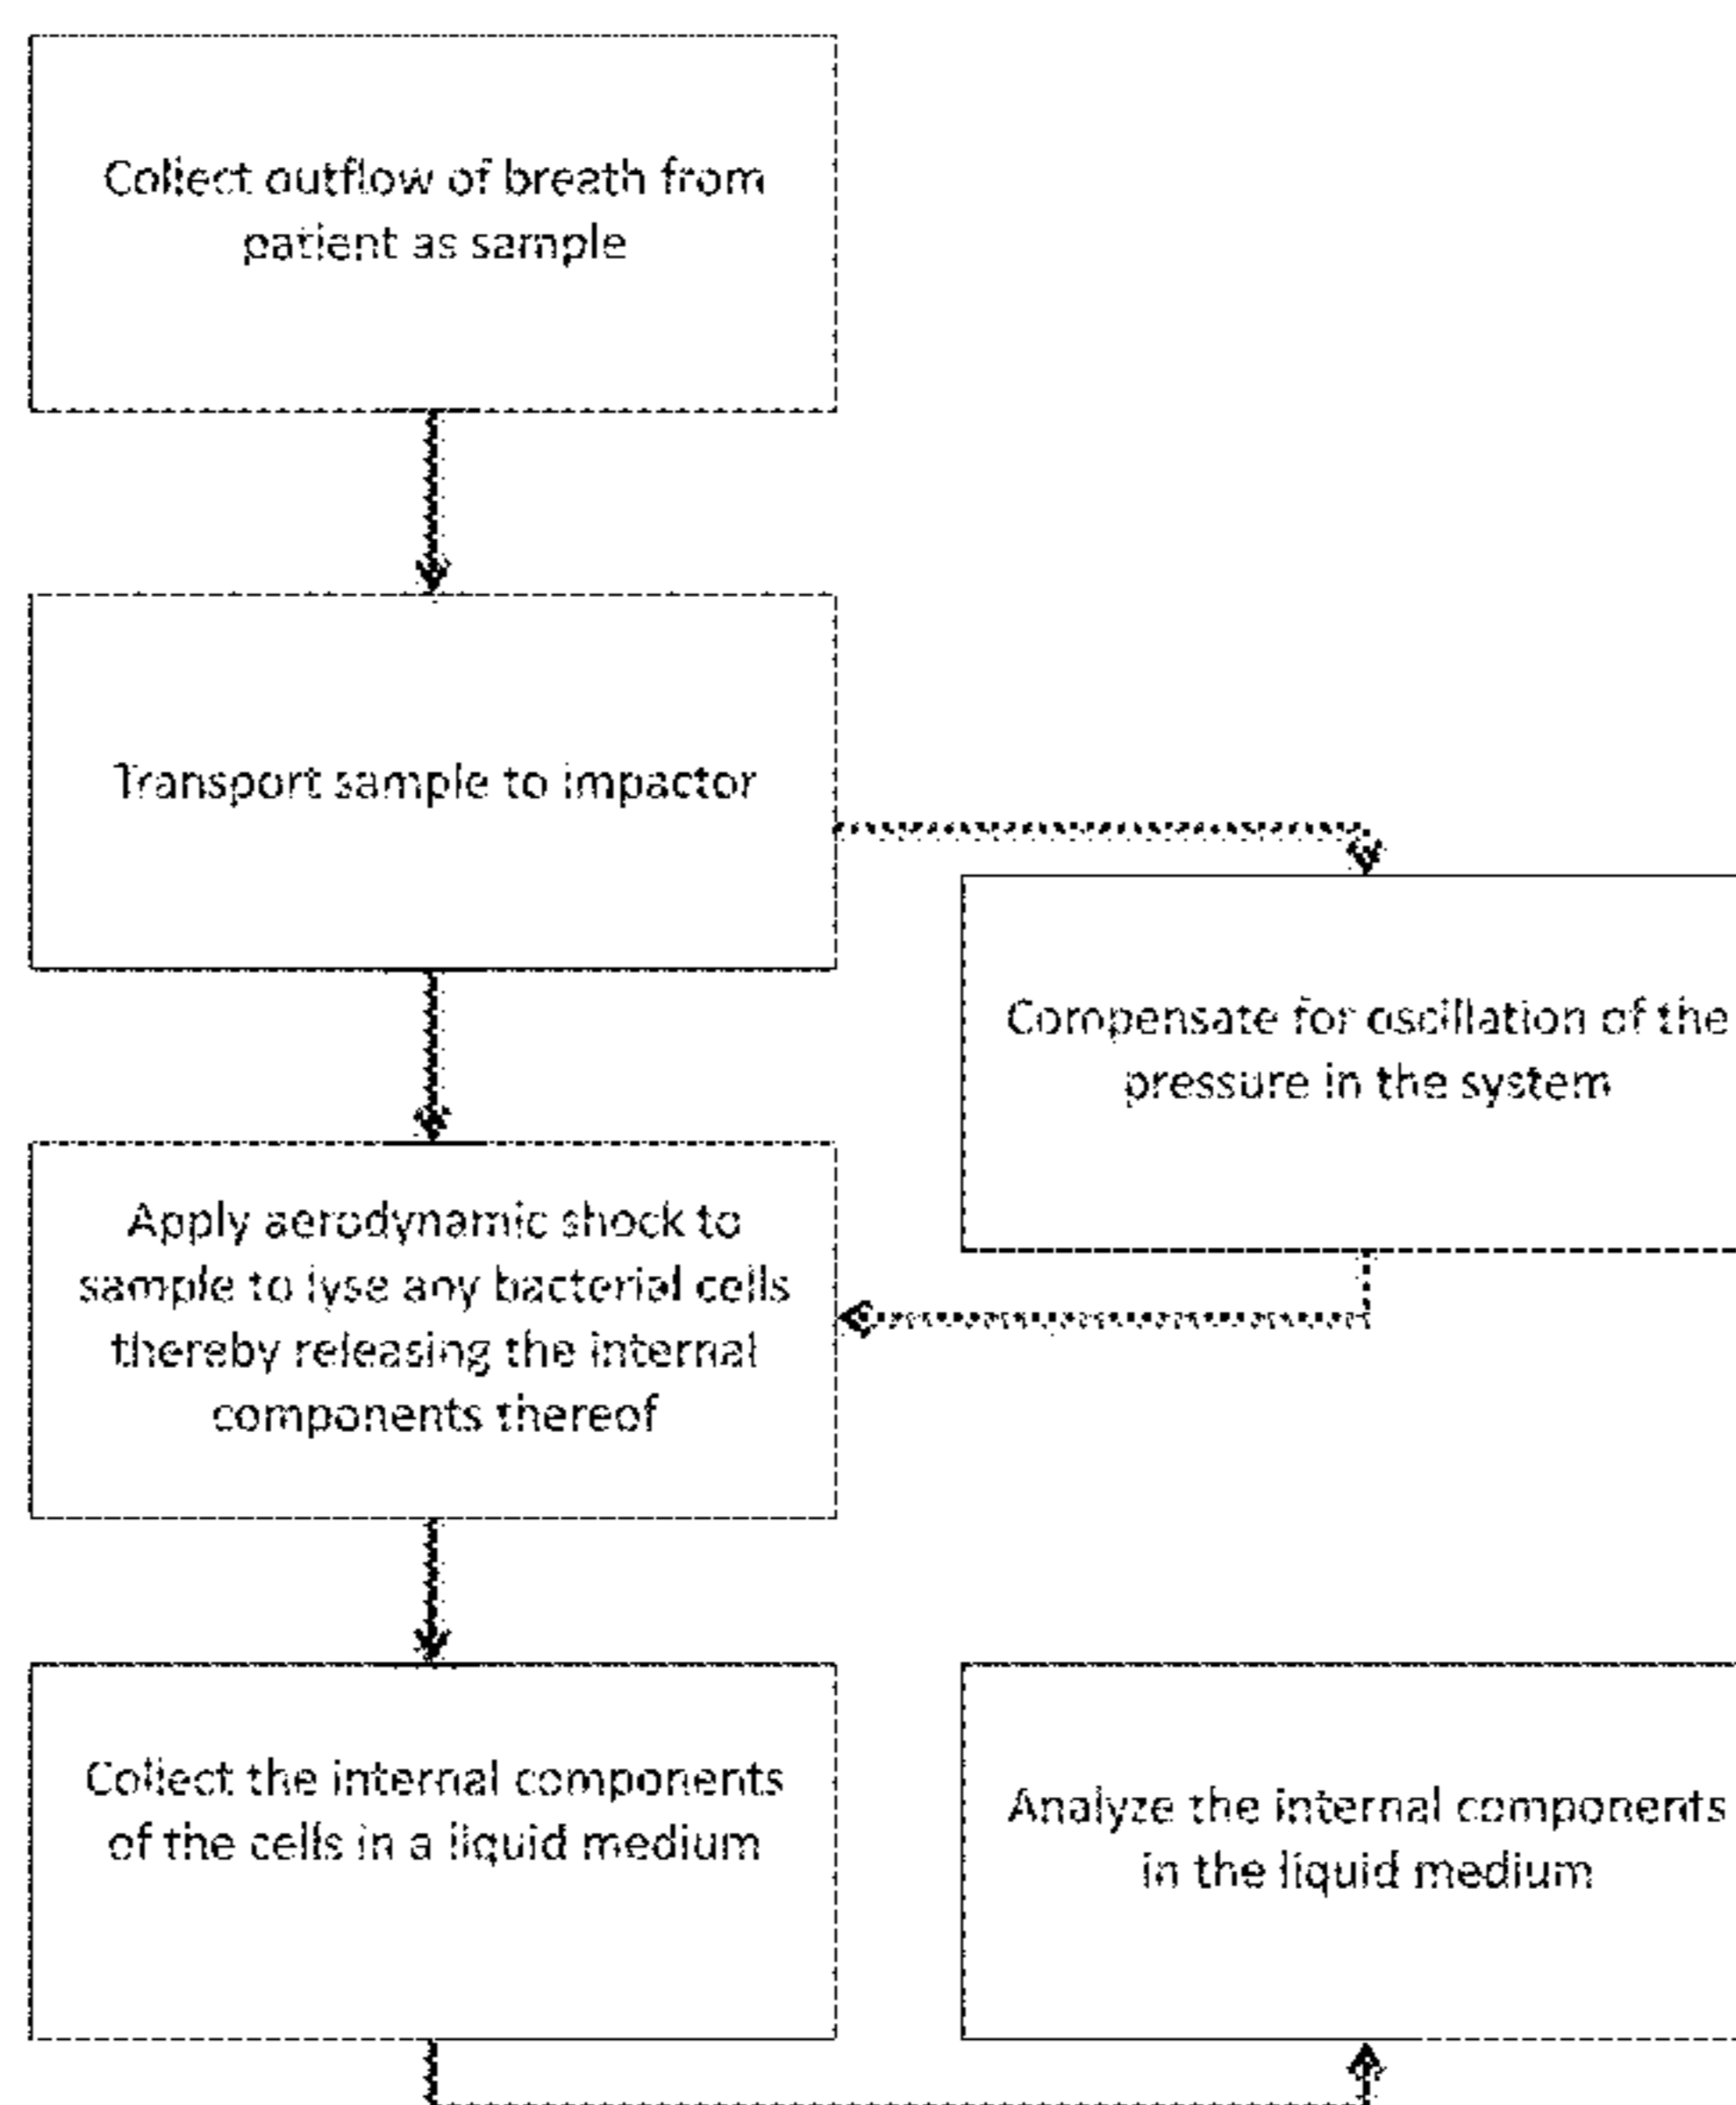 Collect outflow of breath from
patient as sample
Transport sample to impactor
Compensate for oscillation of the
pressure in the system
Apply aerodynamic shock to
sample to lyse any bacterial cells
thereby releasing the internal
components thereof
Collect the internal components
of the cells in a liquid medium
Analyze the internal components
in the liquid medium